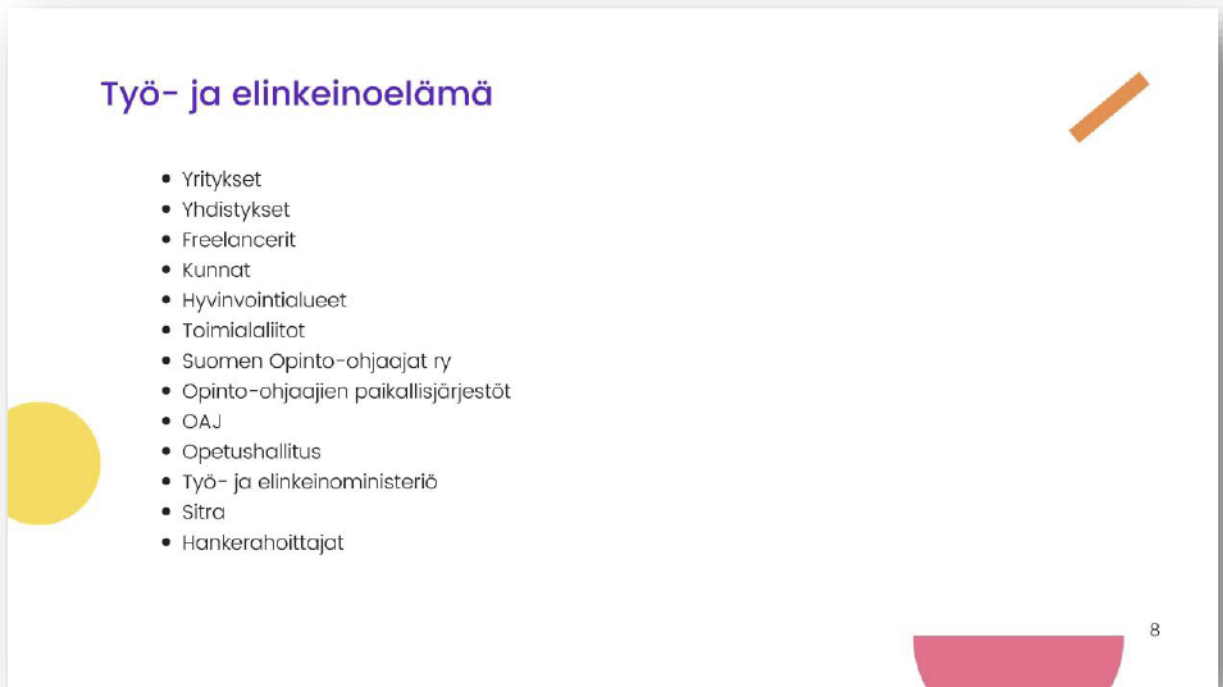 Työ- ja elinkeinoelämä
• Yritykset
• Yhdistykset
• Freelancerit
• Kunnat
• Hyvinvointialueet
• Toimialaliitot
• Suomen Opinto-ohjaajat ry
• Opinto-ohjaajien paikallisjärjestöt
• OAJ
• Opetushallitus
• Työ- ja elinkeinoministeriö
• Sitra
• Hankerahoittajat
8